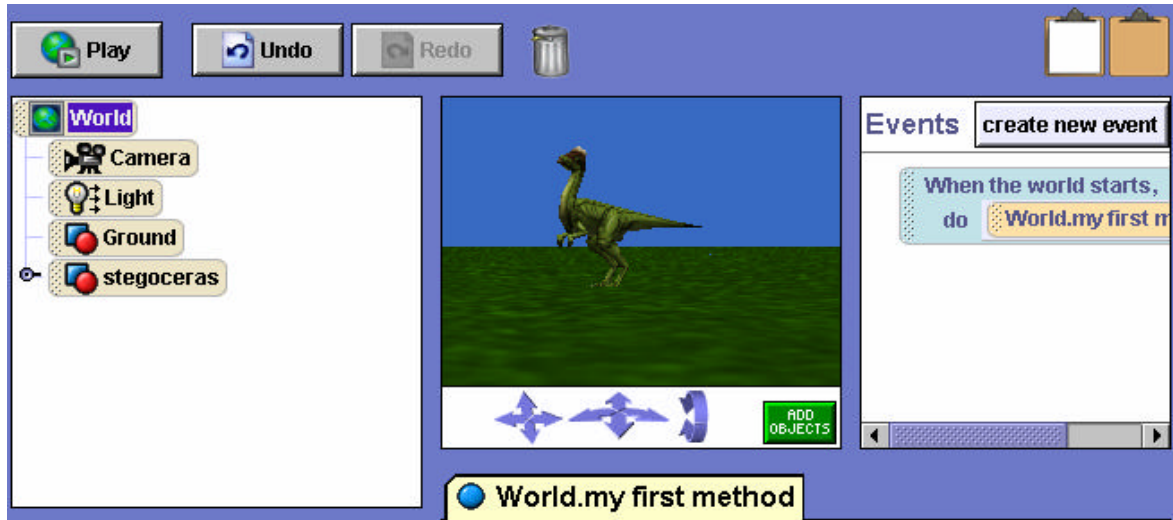 Play
Undo
Redo
World
Camera
Light
Ground
stegoceras
ADD
OBJECTS
Events
create new event
When the world starts,
do World.my first m
World.my first method